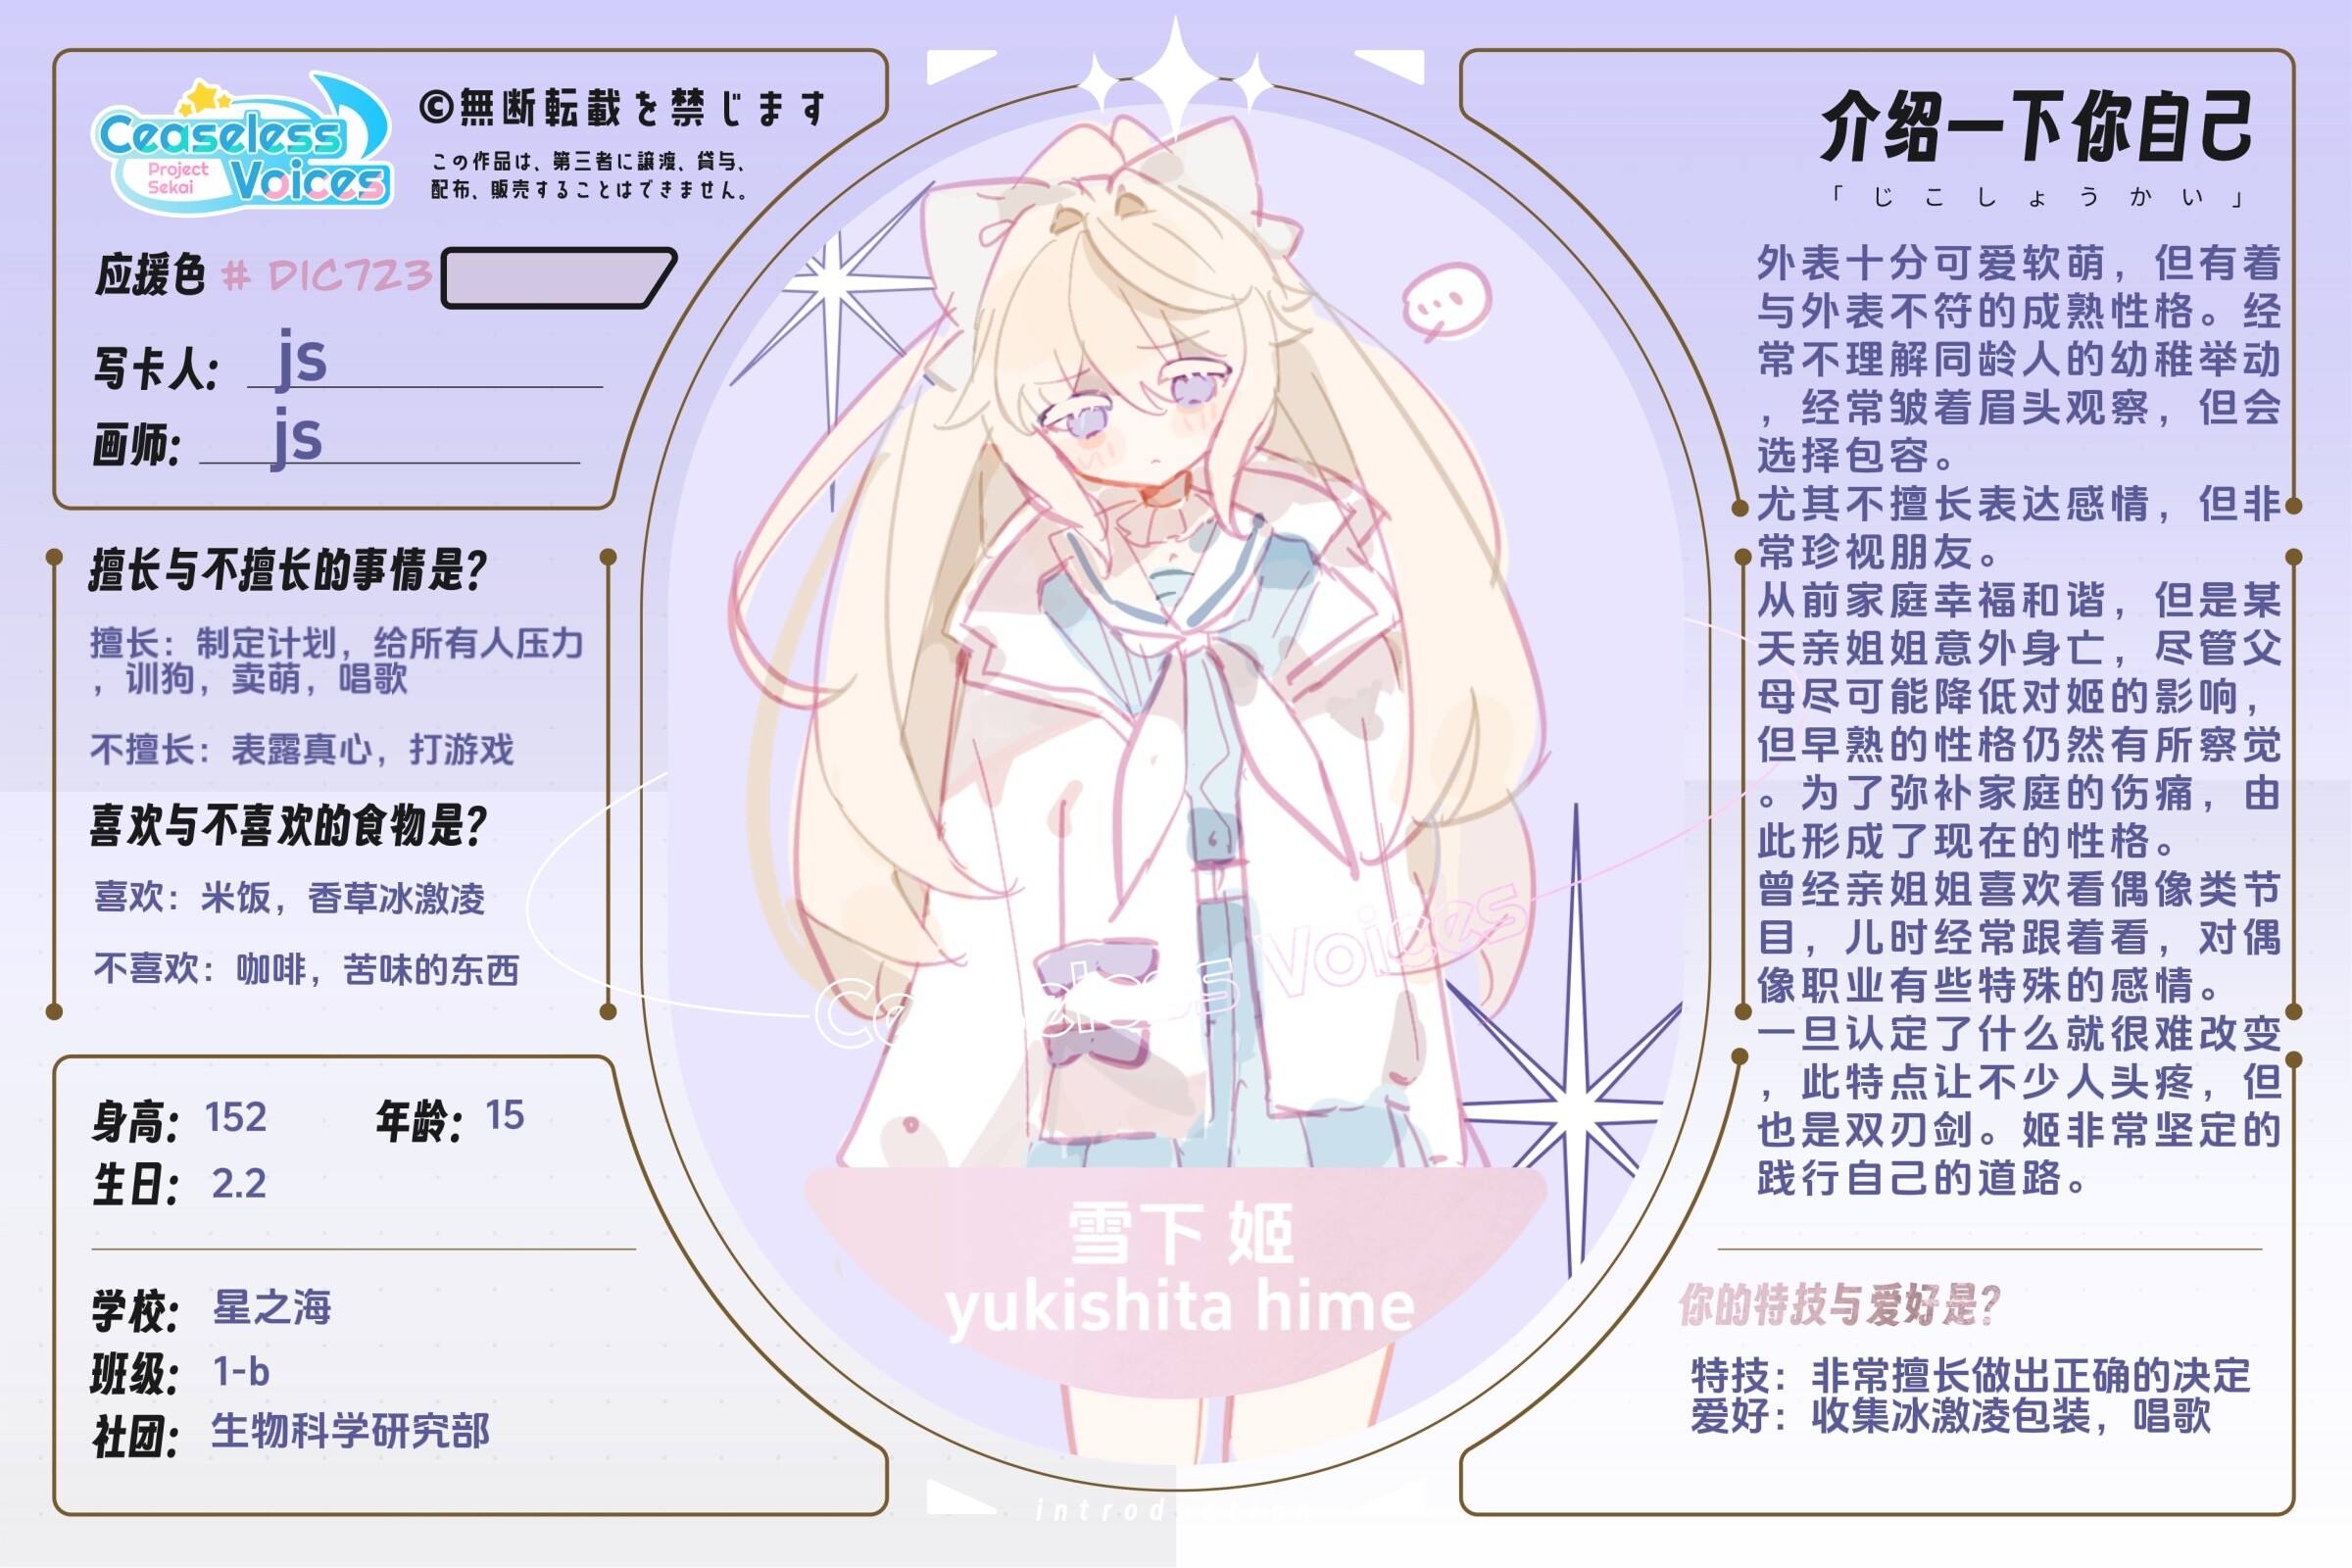 Ceaseless
Project
Sekai
Voices
©無断転載を禁じます
この作品は、第三者に譲渡、貸与、
配布、販売することはできません。
应援色 # DIC723
写卡人: js
画师: js
擅长与不擅长的事情是?
擅长：制定计划，给所有人压力
，训狗，卖萌，唱歌
不擅长：表露真心，打游戏
喜欢与不喜欢的食物是?
喜欢：米饭，香草冰激凌
不喜欢：咖啡，苦味的东西
身高: 152 年龄: 15
生日: 2.2
学校: 星之海
班级: 1-b
社团: 生物科学研究部
Voices
雪下 姬
yukishita hime
介绍一下你自己
「じこしょうかい」
外表十分可爱软萌，但有着
与外表不符的成熟性格。经
常不理解同龄人的幼稚举动
，经常皱着眉头观察，但会
选择包容。
尤其不擅长表达感情，但非
常珍视朋友。
从前家庭幸福和谐，但是某
天亲姐姐意外身亡，尽管父
母尽可能降低对姬的影响，
但早熟的性格仍然有所察觉
。为了弥补家庭的伤痛，由
此形成了现在的性格。
曾经亲姐姐喜欢看偶像类节
目，儿时经常跟着看，对偶
像职业有些特殊的感情。
一旦认定了什么就很难改变
，此特点让不少人头疼，但
也是双刃剑。姬非常坚定的
践行自己的道路。
你的特技与爱好是?
特技：非常擅长做出正确的决定
爱好：收集冰激凌包装，唱歌